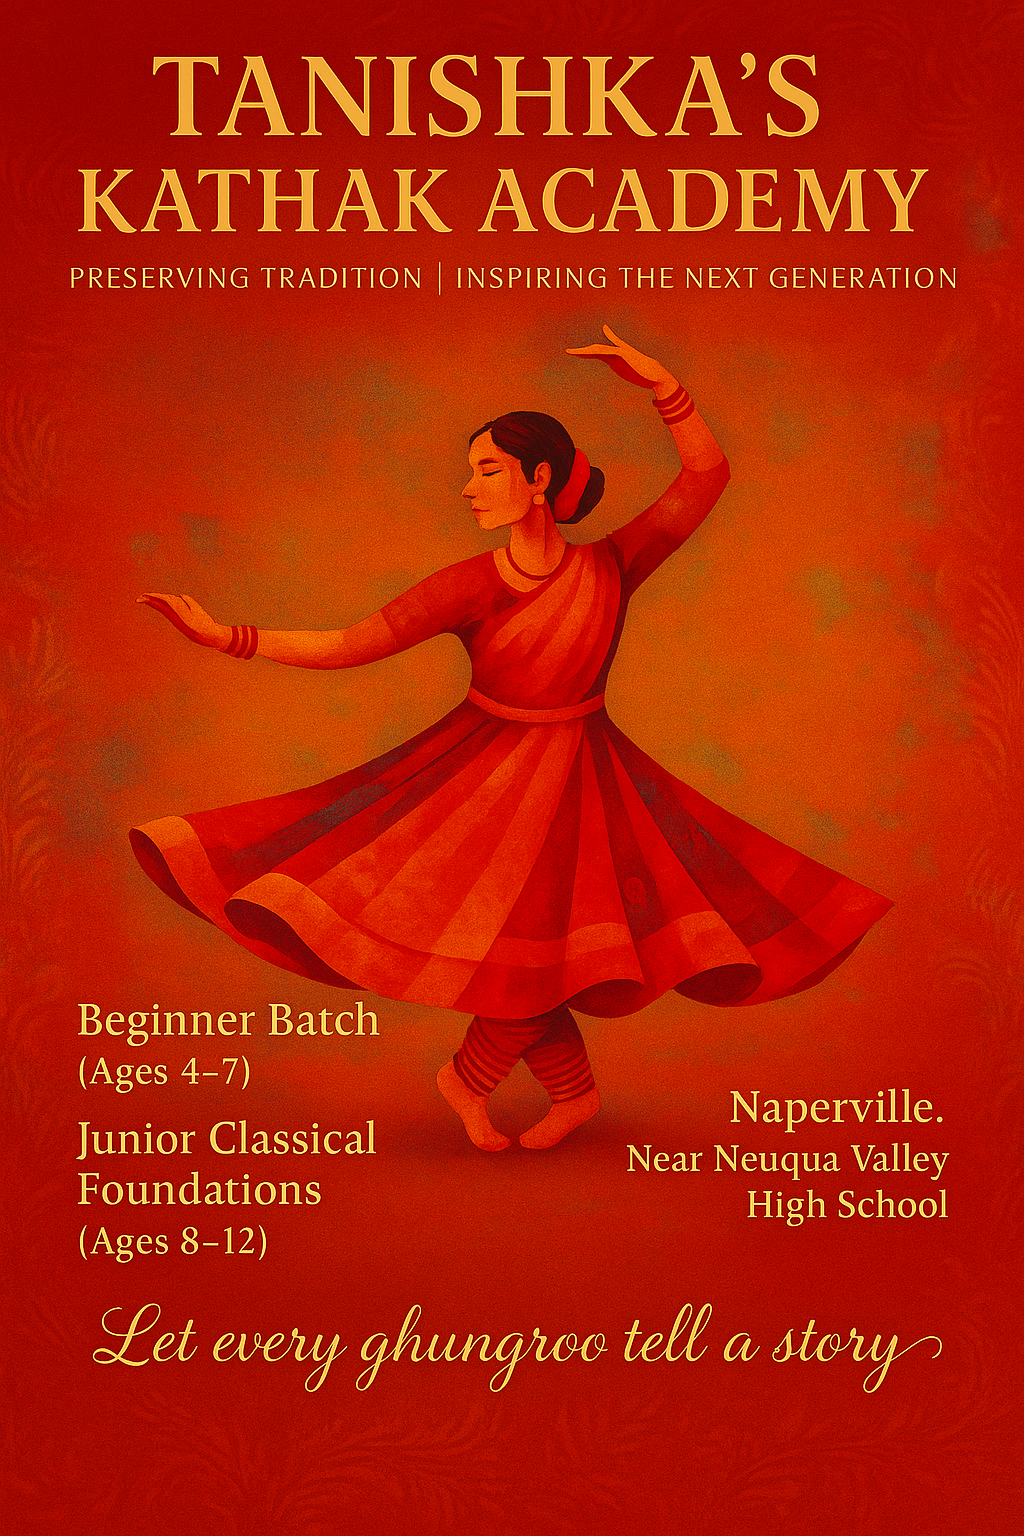 TANISHKA’S
KATHAK ACADEMY
PRESERVING TRADITION | INSPIRING THE NEXT GENERATION
Beginner Batch
(Ages 4–7)
Junior Classical
Foundations
(Ages 8–12)
Naperville.
Near Neuqua Valley
High School
Let every ghungroo tell a story